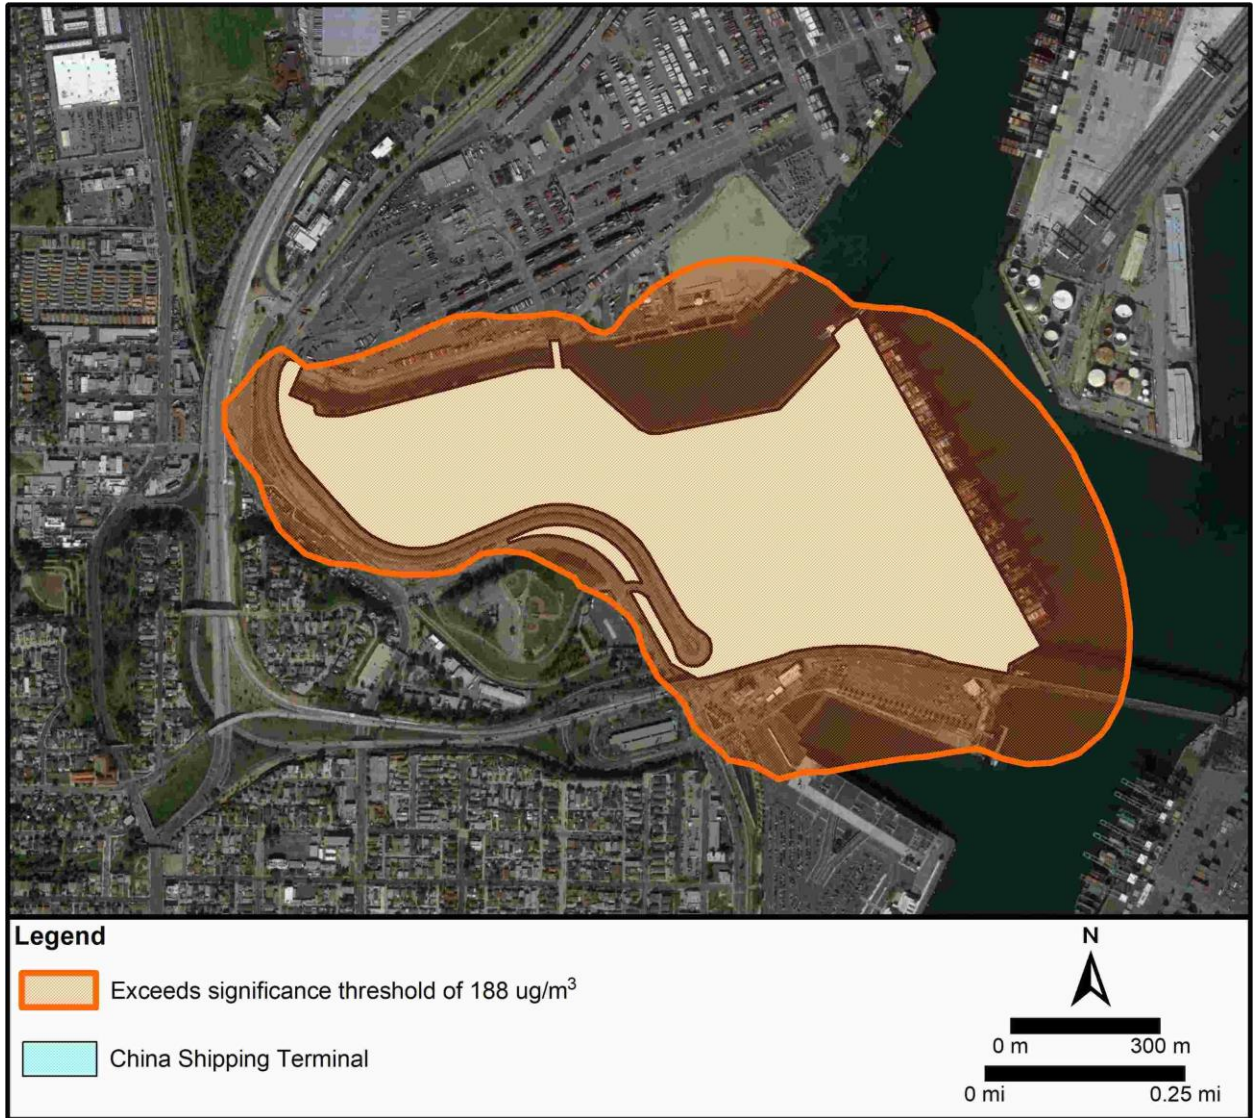 Legend
Exceeds significance threshold of 188 ug/m³
China Shipping Terminal
N
0 m 300 m
0 mi 0.25 mi